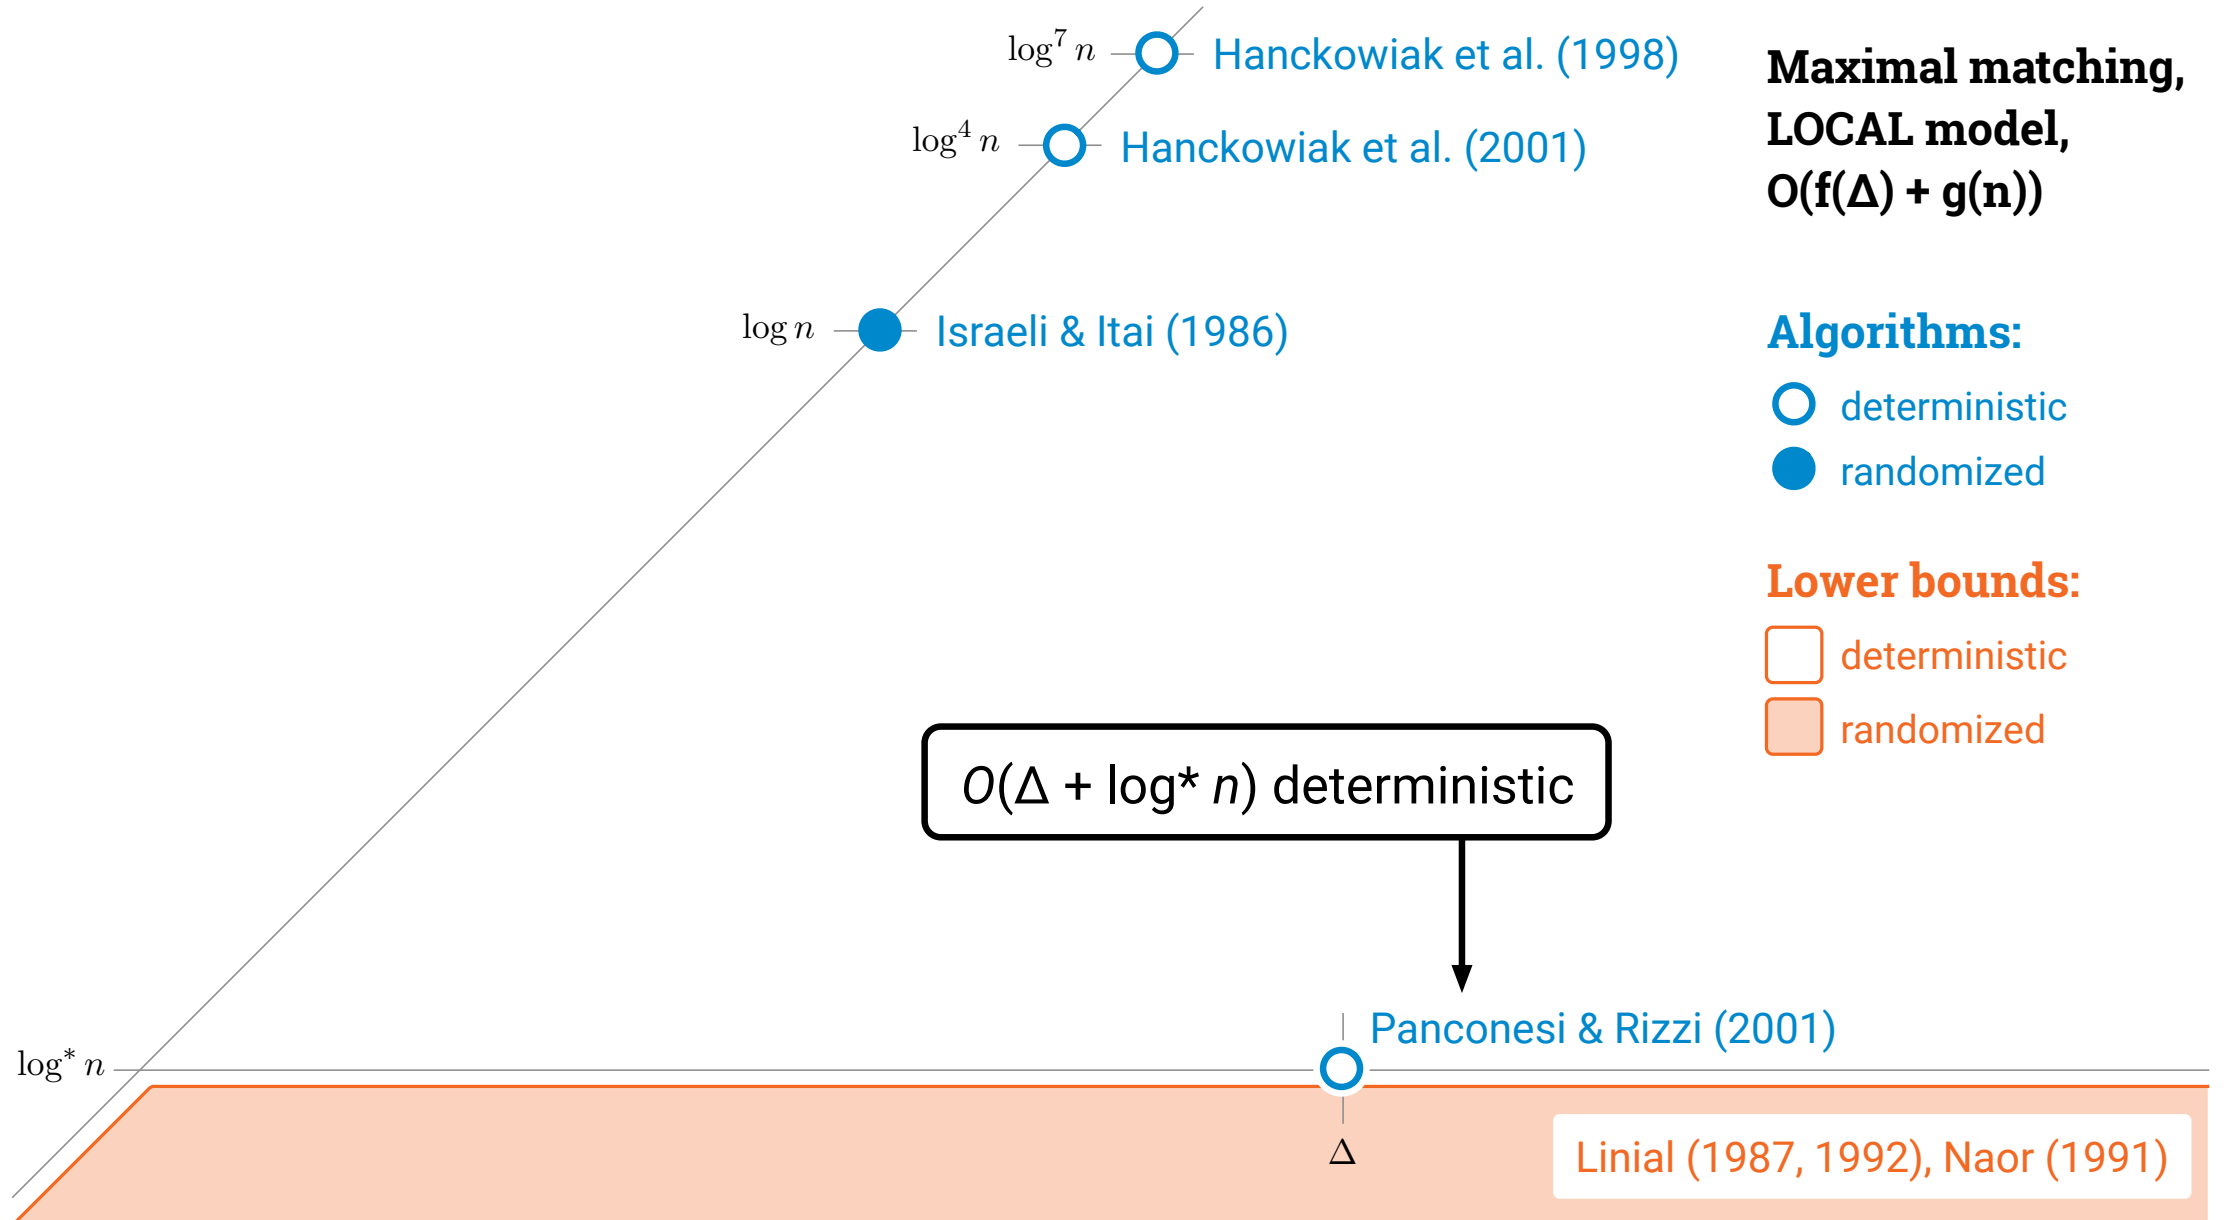 log⁷ n
Hanckowiak et al. (1998)
log⁴ n
Hanckowiak et al. (2001)
log n
Israeli & Itai (1986)
Maximal matching,
LOCAL model,
O(f(Δ) + g(n))
Algorithms:
deterministic
randomized
Lower bounds:
deterministic
randomized
O(Δ + log* n) deterministic
Panconesi & Rizzi (2001)
log* n
Δ
Linial (1987, 1992), Naor (1991)